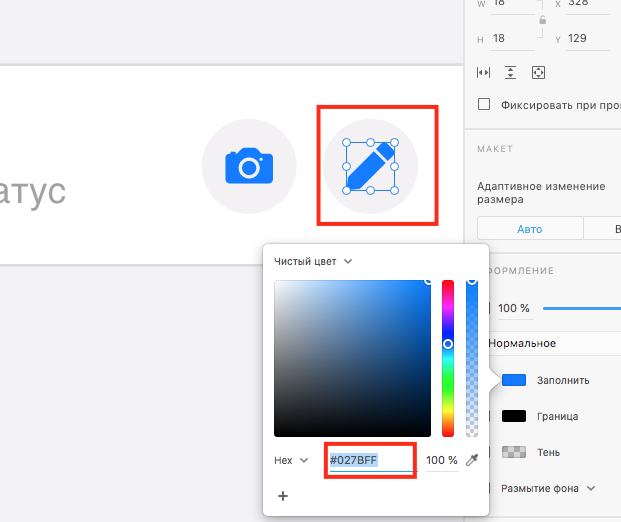 W 18 X 328
H 18 Y 129
Фиксировать при про
МАКЕТ
Адаптивное изменение
размера
Авто В
атус
Чистый цвет
ФОРМЛЕНИЕ
100 %
Нормальное
Заполнить
Граница
Hex #027BFF 100 %
Тень
Размытие фона
+